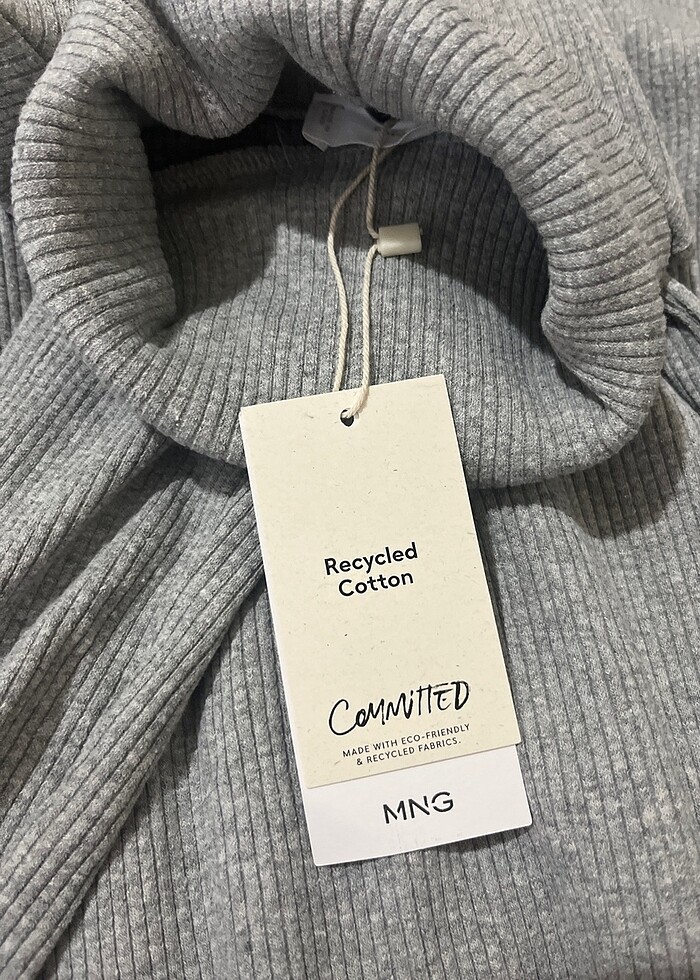 Recycled
Cotton
COMMITTED
MADE WITH ECO-FRIENDLY
& RECYCLED FABRICS.
MNG